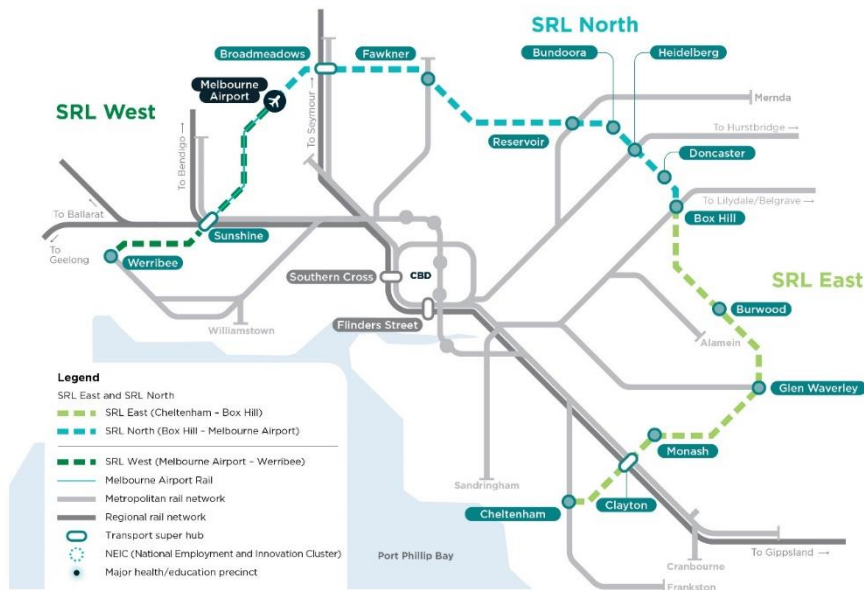 SRL North
Broadmeadows
Fawkner
Bundoora
Heidelberg
Melbourne
Airport
SRL West
To Seymour →
Mernda
To Bendigo →
Reservoir
To Hurstbridge →
Doncaster
To Ballarat
←
To Lilydale/Belgrave →
Sunshine
Box Hill
To
Geelong
←
Werribee
Southern Cross
CBD
SRL East
Burwood
Williamstown
Flinders Street
Alamein
Glen Waverley
Legend
SRL East and SRL North
SRL East (Cheltenham – Box Hill)
SRL North (Box Hill – Melbourne Airport)
SRL West (Melbourne Airport – Werribee)
Melbourne Airport Rail
Metropolitan rail network
Regional rail network
Transport super hub
NEIC (National Employment and Innovation Cluster)
Major health/education precinct
Monash
Sandringham
Clayton
Cheltenham
Port Phillip Bay
To Gippsland →
Cranbourne
Frankston